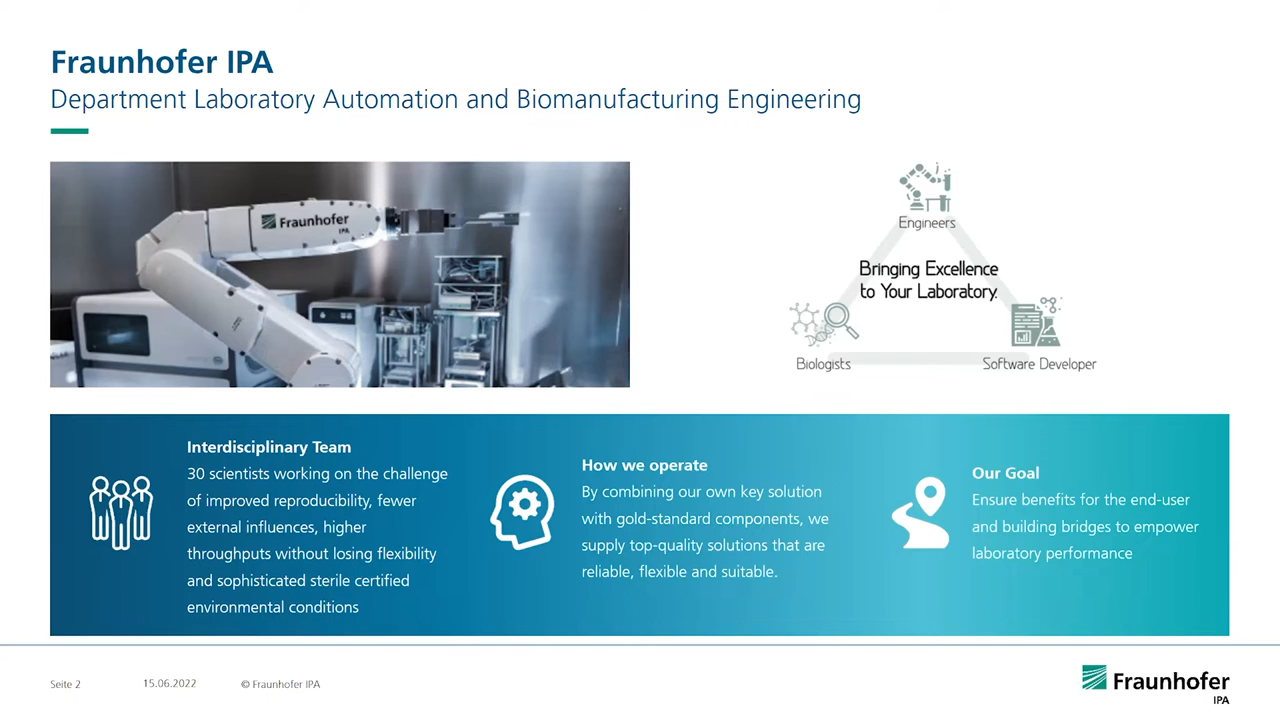 Fraunhofer IPA
Department Laboratory Automation and Biomanufacturing Engineering
Fraunhofer
IPA
Engineers
Bringing Excellence
to Your Laboratory.
Biologists
Software Developer
Interdisciplinary Team
30 scientists working on the challenge
of improved reproducibility, fewer
external influences, higher
throughputs without losing flexibility
and sophisticated sterile certified
environmental conditions
How we operate
By combining our own key solution
with gold-standard components, we
supply top-quality solutions that are
reliable, flexible and suitable.
Our Goal
Ensure benefits for the end-user
and building bridges to empower
laboratory performance
Seite 2
15.06.2022
© Fraunhofer IPA
Fraunhofer
IPA